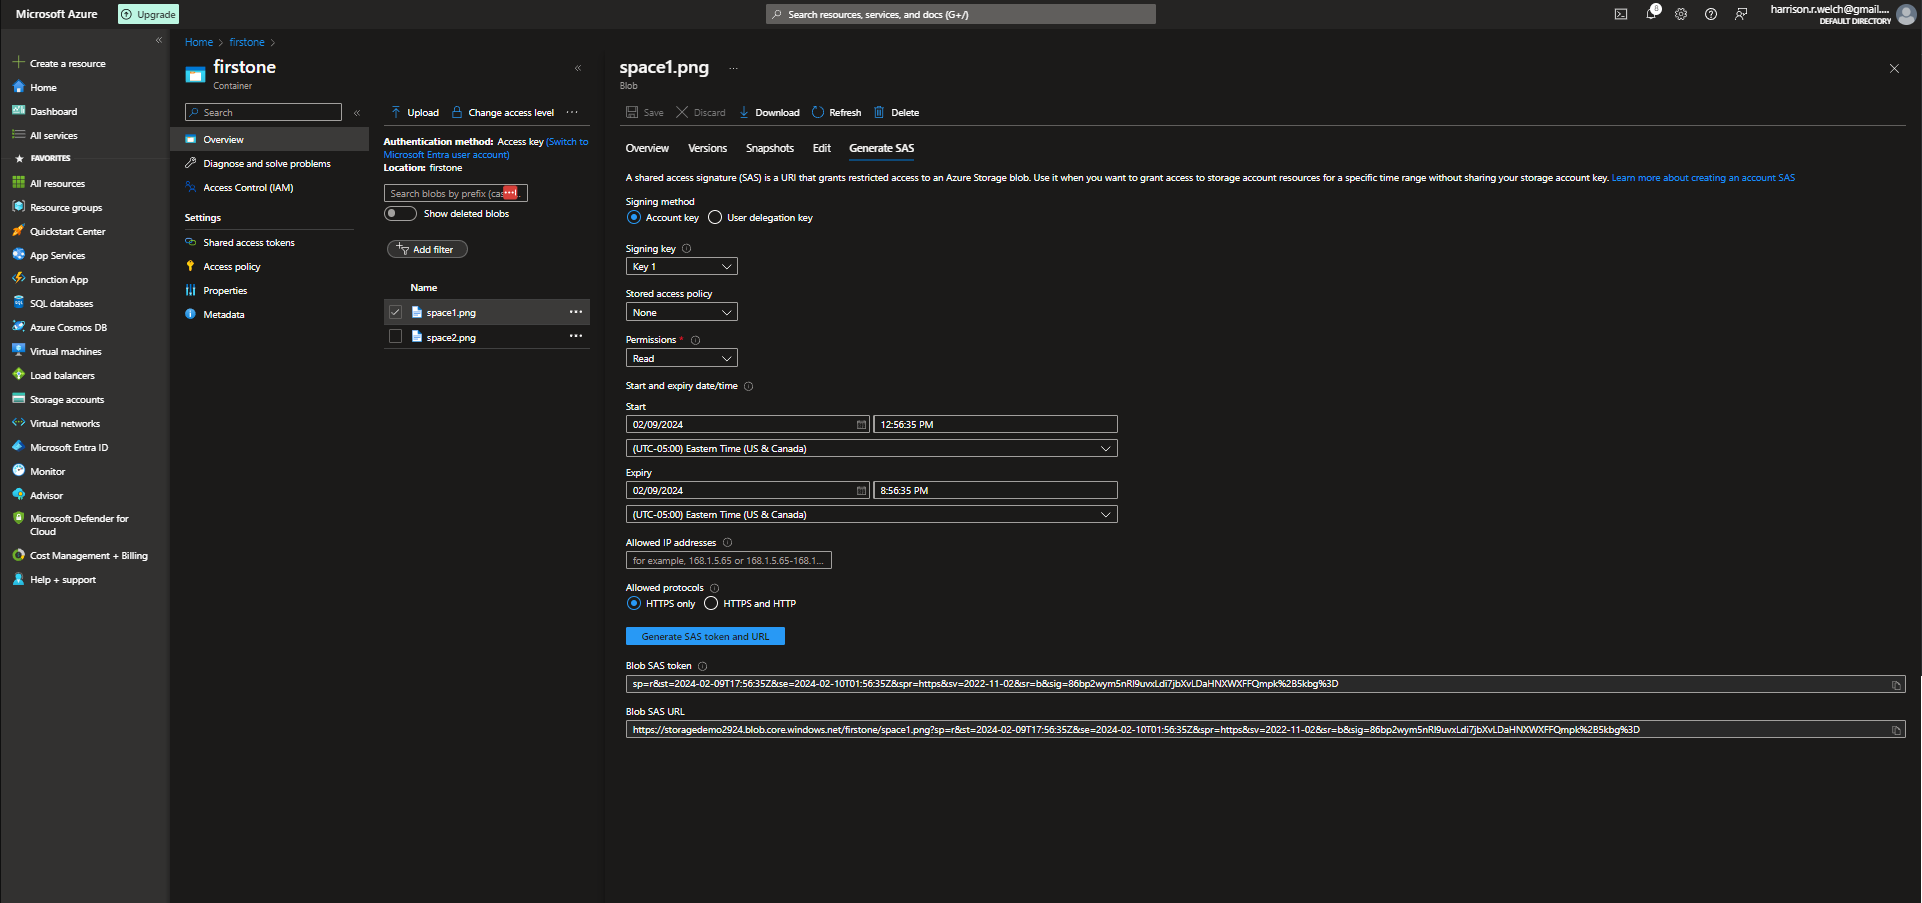 Microsoft Azure
Upgrade
Search resources, services, and docs (G+/)
8
harrison.r.welch@gmail....
DEFAULT DIRECTORY
Create a resource
Home
Dashboard
All services
FAVORITES
All resources
Resource groups
Quickstart Center
App Services
Function App
SQL databases
Azure Cosmos DB
Virtual machines
Load balancers
Storage accounts
Virtual networks
Microsoft Entra ID
Monitor
Advisor
Microsoft Defender for
Cloud
Cost Management + Billing
Help + support
Home > firstone >
firstone
Container
Search
Overview
Diagnose and solve problems
Access Control (IAM)
Settings
Shared access tokens
Access policy
Properties
Metadata
Upload Change access level ...
Authentication method: Access key (Switch to
Microsoft Entra user account)
Location: firstone
Search blobs by prefix (cas
Show deleted blobs
Add filter
Name
space1.png
space2.png
space1.png ...
Blob
Save Discard Download Refresh Delete
Overview Versions Snapshots Edit Generate SAS
A shared access signature (SAS) is a URI that grants restricted access to an Azure Storage blob. Use it when you want to grant access to storage account resources for a specific time range without sharing your storage account key. Learn more about creating an account SAS
Signing method
Account key User delegation key
Signing key
Key 1
Stored access policy
None
Permissions *
Read
Start and expiry date/time
Start
02/09/2024 12:56:35 PM
(UTC-05:00) Eastern Time (US & Canada)
Expiry
02/09/2024 8:56:35 PM
(UTC-05:00) Eastern Time (US & Canada)
Allowed IP addresses
for example, 168.1.5.65 or 168.1.5.65-168.1...
Allowed protocols
HTTPS only HTTPS and HTTP
Generate SAS token and URL
Blob SAS token
sp=r&st=2024-02-09T17:56:35Z&se=2024-02-10T01:56:35Z&spr=https&sv=2022-11-02&sr=b&sig=86bp2wym5nRl9uvxLdi7jbXvLDaHNXWXFFQmpk%2B5kbg%3D
Blob SAS URL
https://storagedemo2924.blob.core.windows.net/firstone/space1.png?sp=r&st=2024-02-09T17:56:35Z&se=2024-02-10T01:56:35Z&spr=https&sv=2022-11-02&sr=b&sig=86bp2wym5nRl9uvxLdi7jbXvLDaHNXWXFFQmpk%2B5kbg%3D